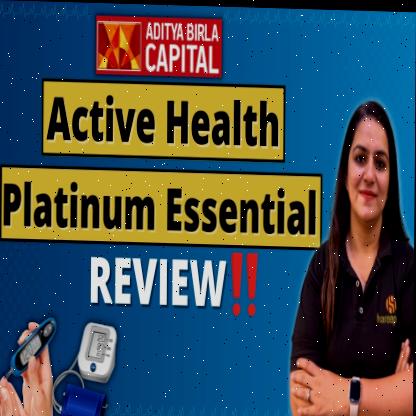 ADITYA BIRLA
CAPITAL
Active Health
Platinum Essential
REVIEW!!